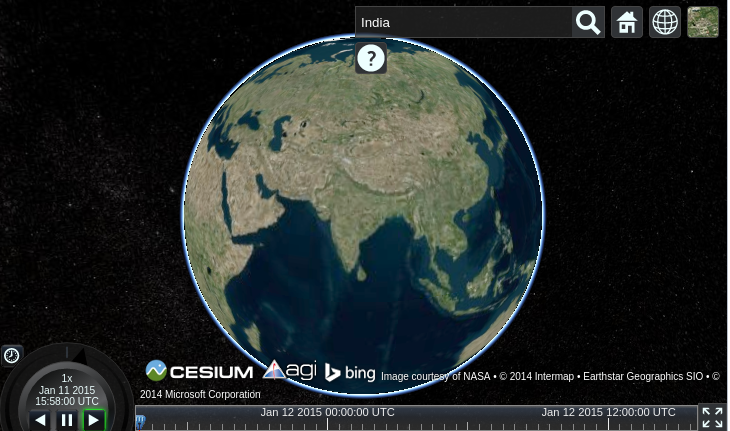 India
?
CESIUM agi bing Image courtesy of NASA • © 2014 Intermap • Earthstar Geographics SIO • ©
2014 Microsoft Corporation
1x
Jan 11 2015
15:58:00 UTC
Jan 12 2015 00:00:00 UTC Jan 12 2015 12:00:00 UTC